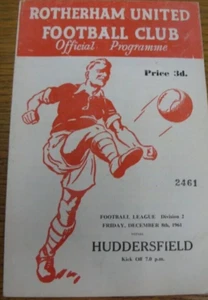 ROTHERHAM UNITED
FOOTBALL CLUB
Official Programme
Price 3d.
2461
FOOTBALL LEAGUE Division 2
FRIDAY, DECEMBER 8th, 1961
HUDDERSFIELD
Kick Off 7.0 p.m.